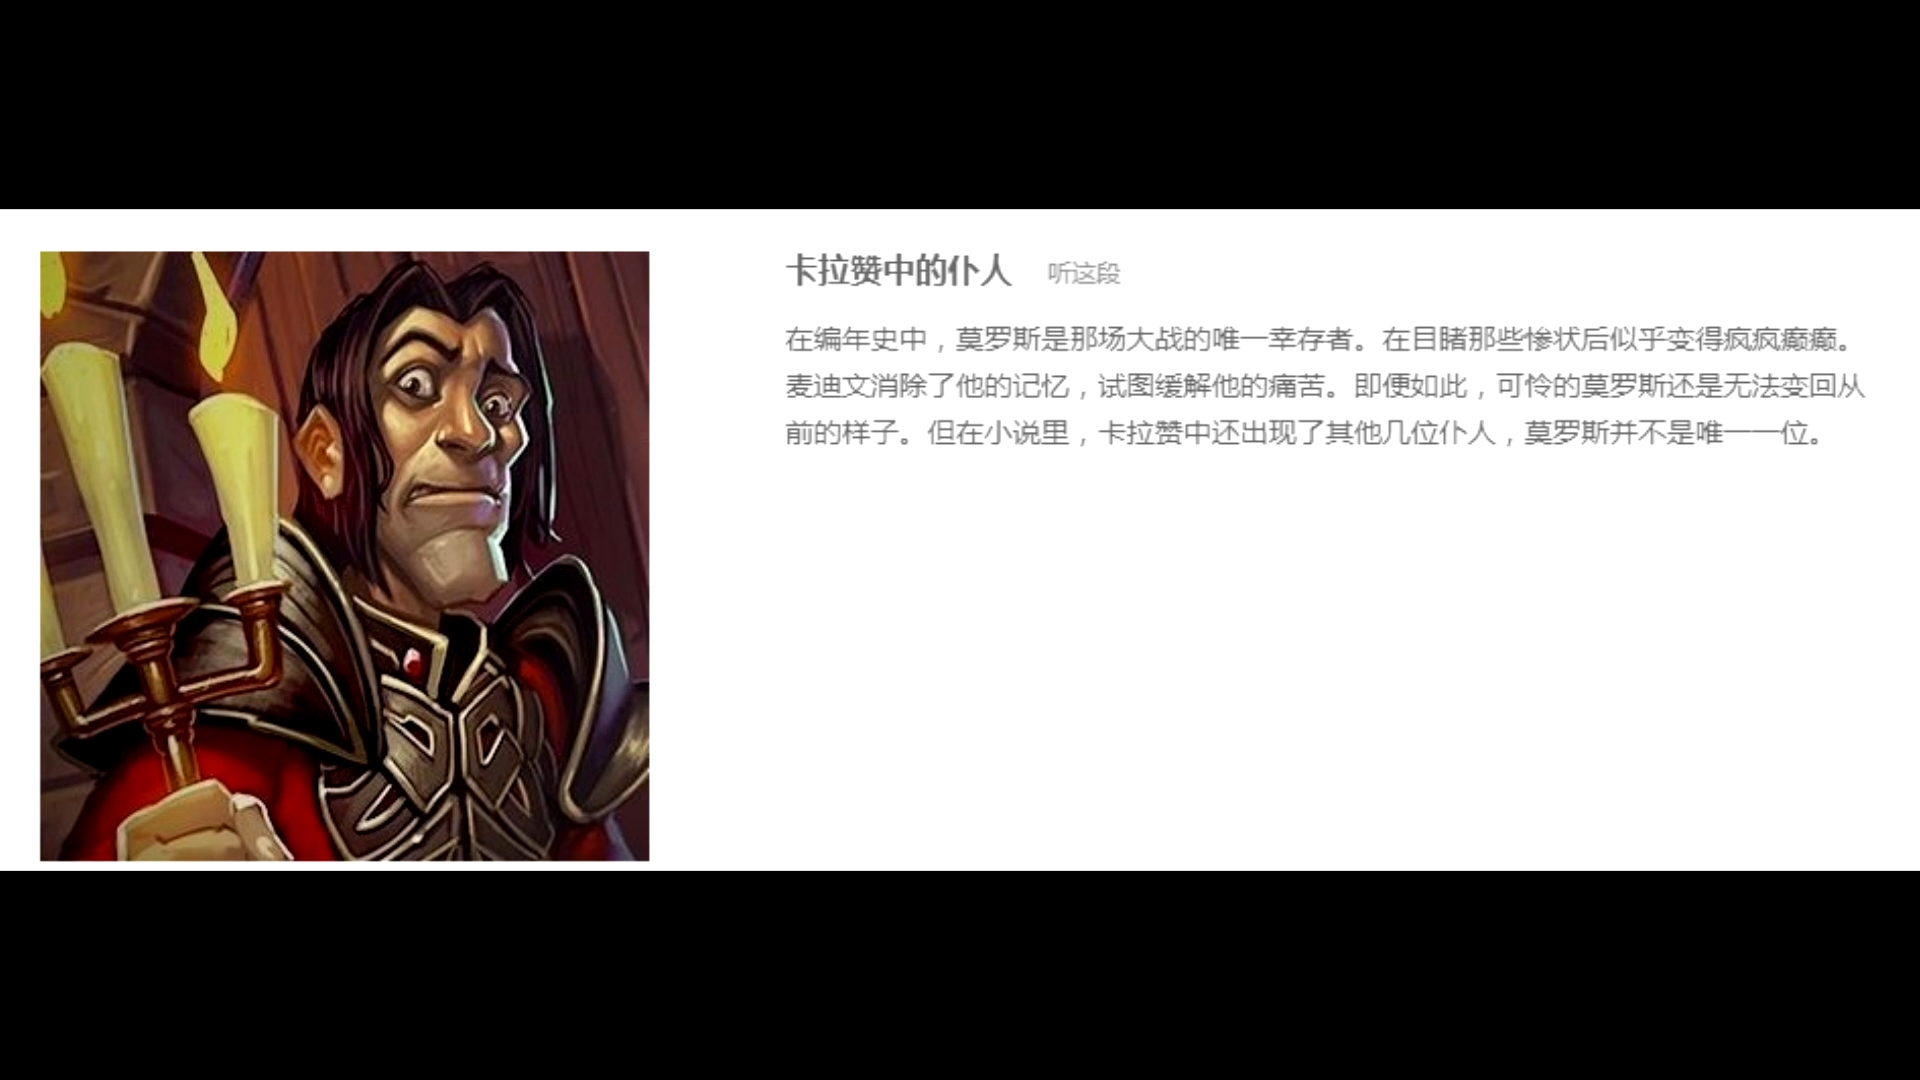 卡拉赞中的仆人 听这段
在编年史中，莫罗斯是那场大战的唯一幸存者。在目睹那些惨状后似乎变得疯疯癫癫。
麦迪文消除了他的记忆，试图缓解他的痛苦。即便如此，可怜的莫罗斯还是无法变回从
前的样子。但在小说里，卡拉赞中还出现了其他几位仆人，莫罗斯并不是唯一一位。